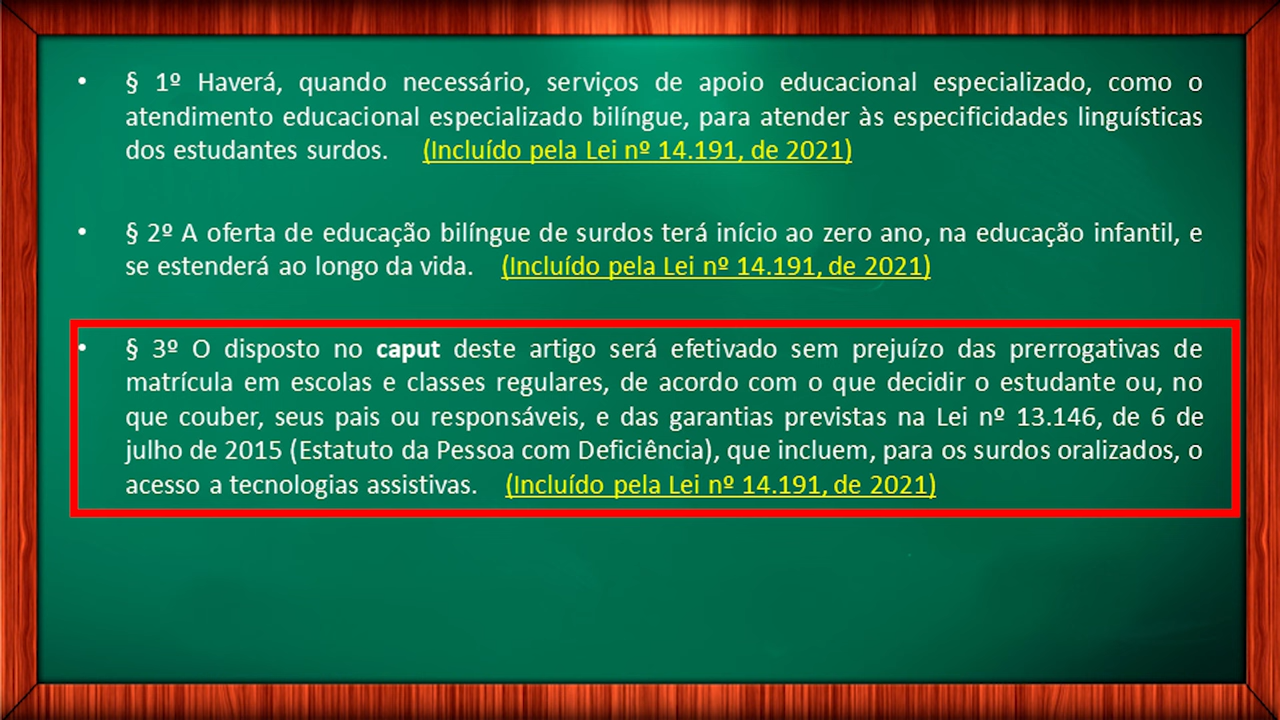 • § 1º Haverá, quando necessário, serviços de apoio educacional especializado, como o
atendimento educacional especializado bilíngue, para atender às especificidades linguísticas
dos estudantes surdos. (Incluído pela Lei nº 14.191, de 2021)
• § 2º A oferta de educação bilíngue de surdos terá início ao zero ano, na educação infantil, e
se estenderá ao longo da vida. (Incluído pela Lei nº 14.191, de 2021)
• § 3º O disposto no caput deste artigo será efetivado sem prejuízo das prerrogativas de
matrícula em escolas e classes regulares, de acordo com o que decidir o estudante ou, no
que couber, seus pais ou responsáveis, e das garantias previstas na Lei nº 13.146, de 6 de
julho de 2015 (Estatuto da Pessoa com Deficiência), que incluem, para os surdos oralizados, o
acesso a tecnologias assistivas. (Incluído pela Lei nº 14.191, de 2021)